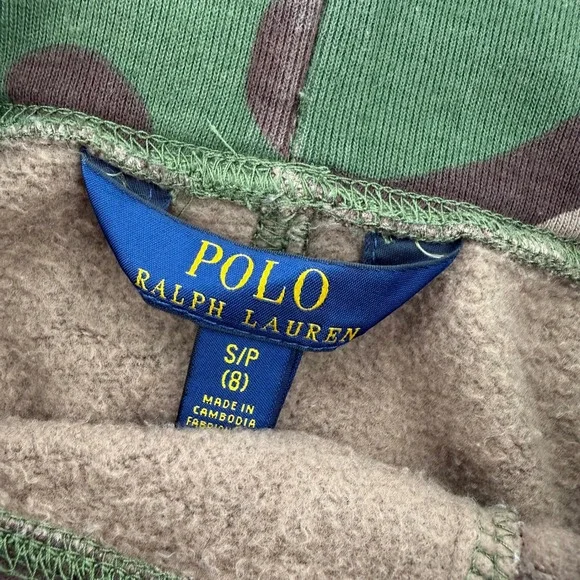 POLO
RALPH LAUREN
S/P
(8)
MADE IN
CAMBODIA